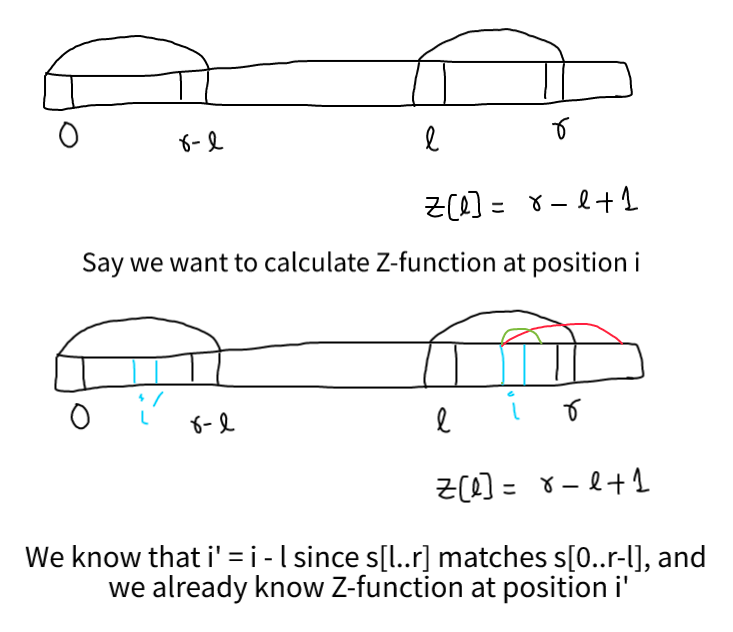 0 r-l l r
Z[l] = r - l + 1
Say we want to calculate Z-function at position i
0 i' r-l l i r
Z[l] = r - l + 1
We know that i' = i - l since s[l..r] matches s[0..r-l], and
we already know Z-function at position i'